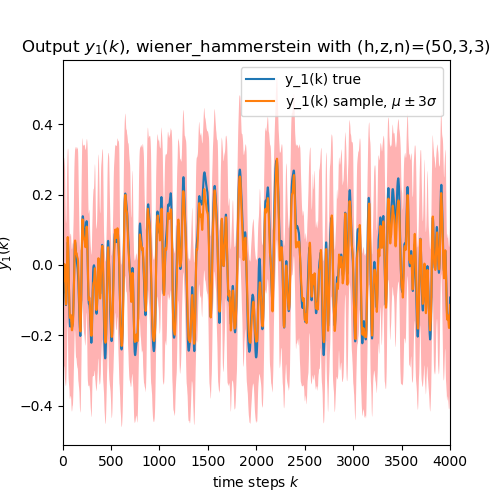 Output y₁(k), wiener_hammerstein with (h,z,n)=(50,3,3)
y_1(k) true
y_1(k) sample, μ ± 3σ
0.4
0.2
0.0
−0.2
−0.4
y₁(k)
0 500 1000 1500 2000 2500 3000 3500 4000
time steps k